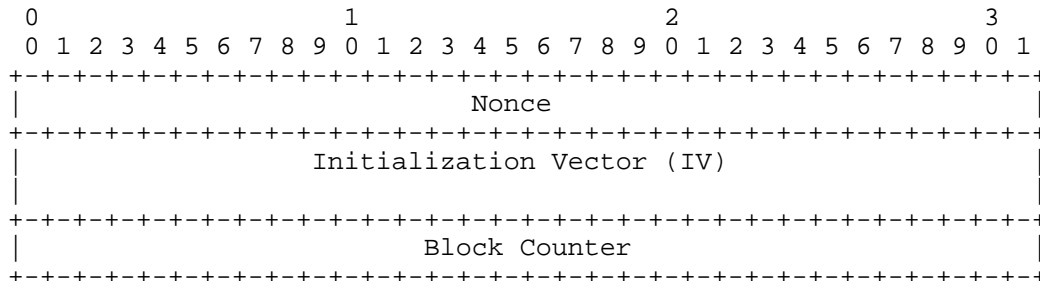 0                   1                   2                   3
 0 1 2 3 4 5 6 7 8 9 0 1 2 3 4 5 6 7 8 9 0 1 2 3 4 5 6 7 8 9 0 1
+-+-+-+-+-+-+-+-+-+-+-+-+-+-+-+-+-+-+-+-+-+-+-+-+-+-+-+-+-+-+-+-+
|                            Nonce                              |
+-+-+-+-+-+-+-+-+-+-+-+-+-+-+-+-+-+-+-+-+-+-+-+-+-+-+-+-+-+-+-+-+
|                  Initialization Vector (IV)                   |
|                                                               |
+-+-+-+-+-+-+-+-+-+-+-+-+-+-+-+-+-+-+-+-+-+-+-+-+-+-+-+-+-+-+-+-+
|                         Block Counter                         |
+-+-+-+-+-+-+-+-+-+-+-+-+-+-+-+-+-+-+-+-+-+-+-+-+-+-+-+-+-+-+-+-+